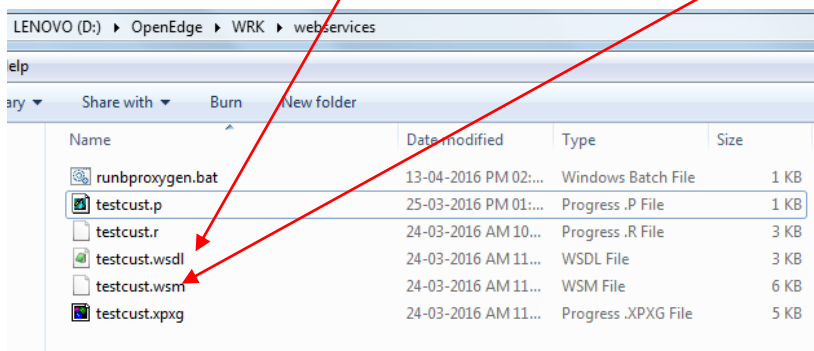 LENOVO (D:) ▸ OpenEdge ▸ WRK ▸ webservices
elp
ary ▾ Share with ▾ Burn New folder
Name Date modified Type Size
runbproxygen.bat 13-04-2016 PM 02:... Windows Batch File 1 KB
testcust.p 25-03-2016 PM 01:... Progress .P File 1 KB
testcust.r 24-03-2016 AM 10... Progress .R File 3 KB
testcust.wsdl 24-03-2016 AM 11... WSDL File 3 KB
testcust.wsm 24-03-2016 AM 11... WSM File 6 KB
testcust.xpxg 24-03-2016 AM 11... Progress .XPXG File 5 KB